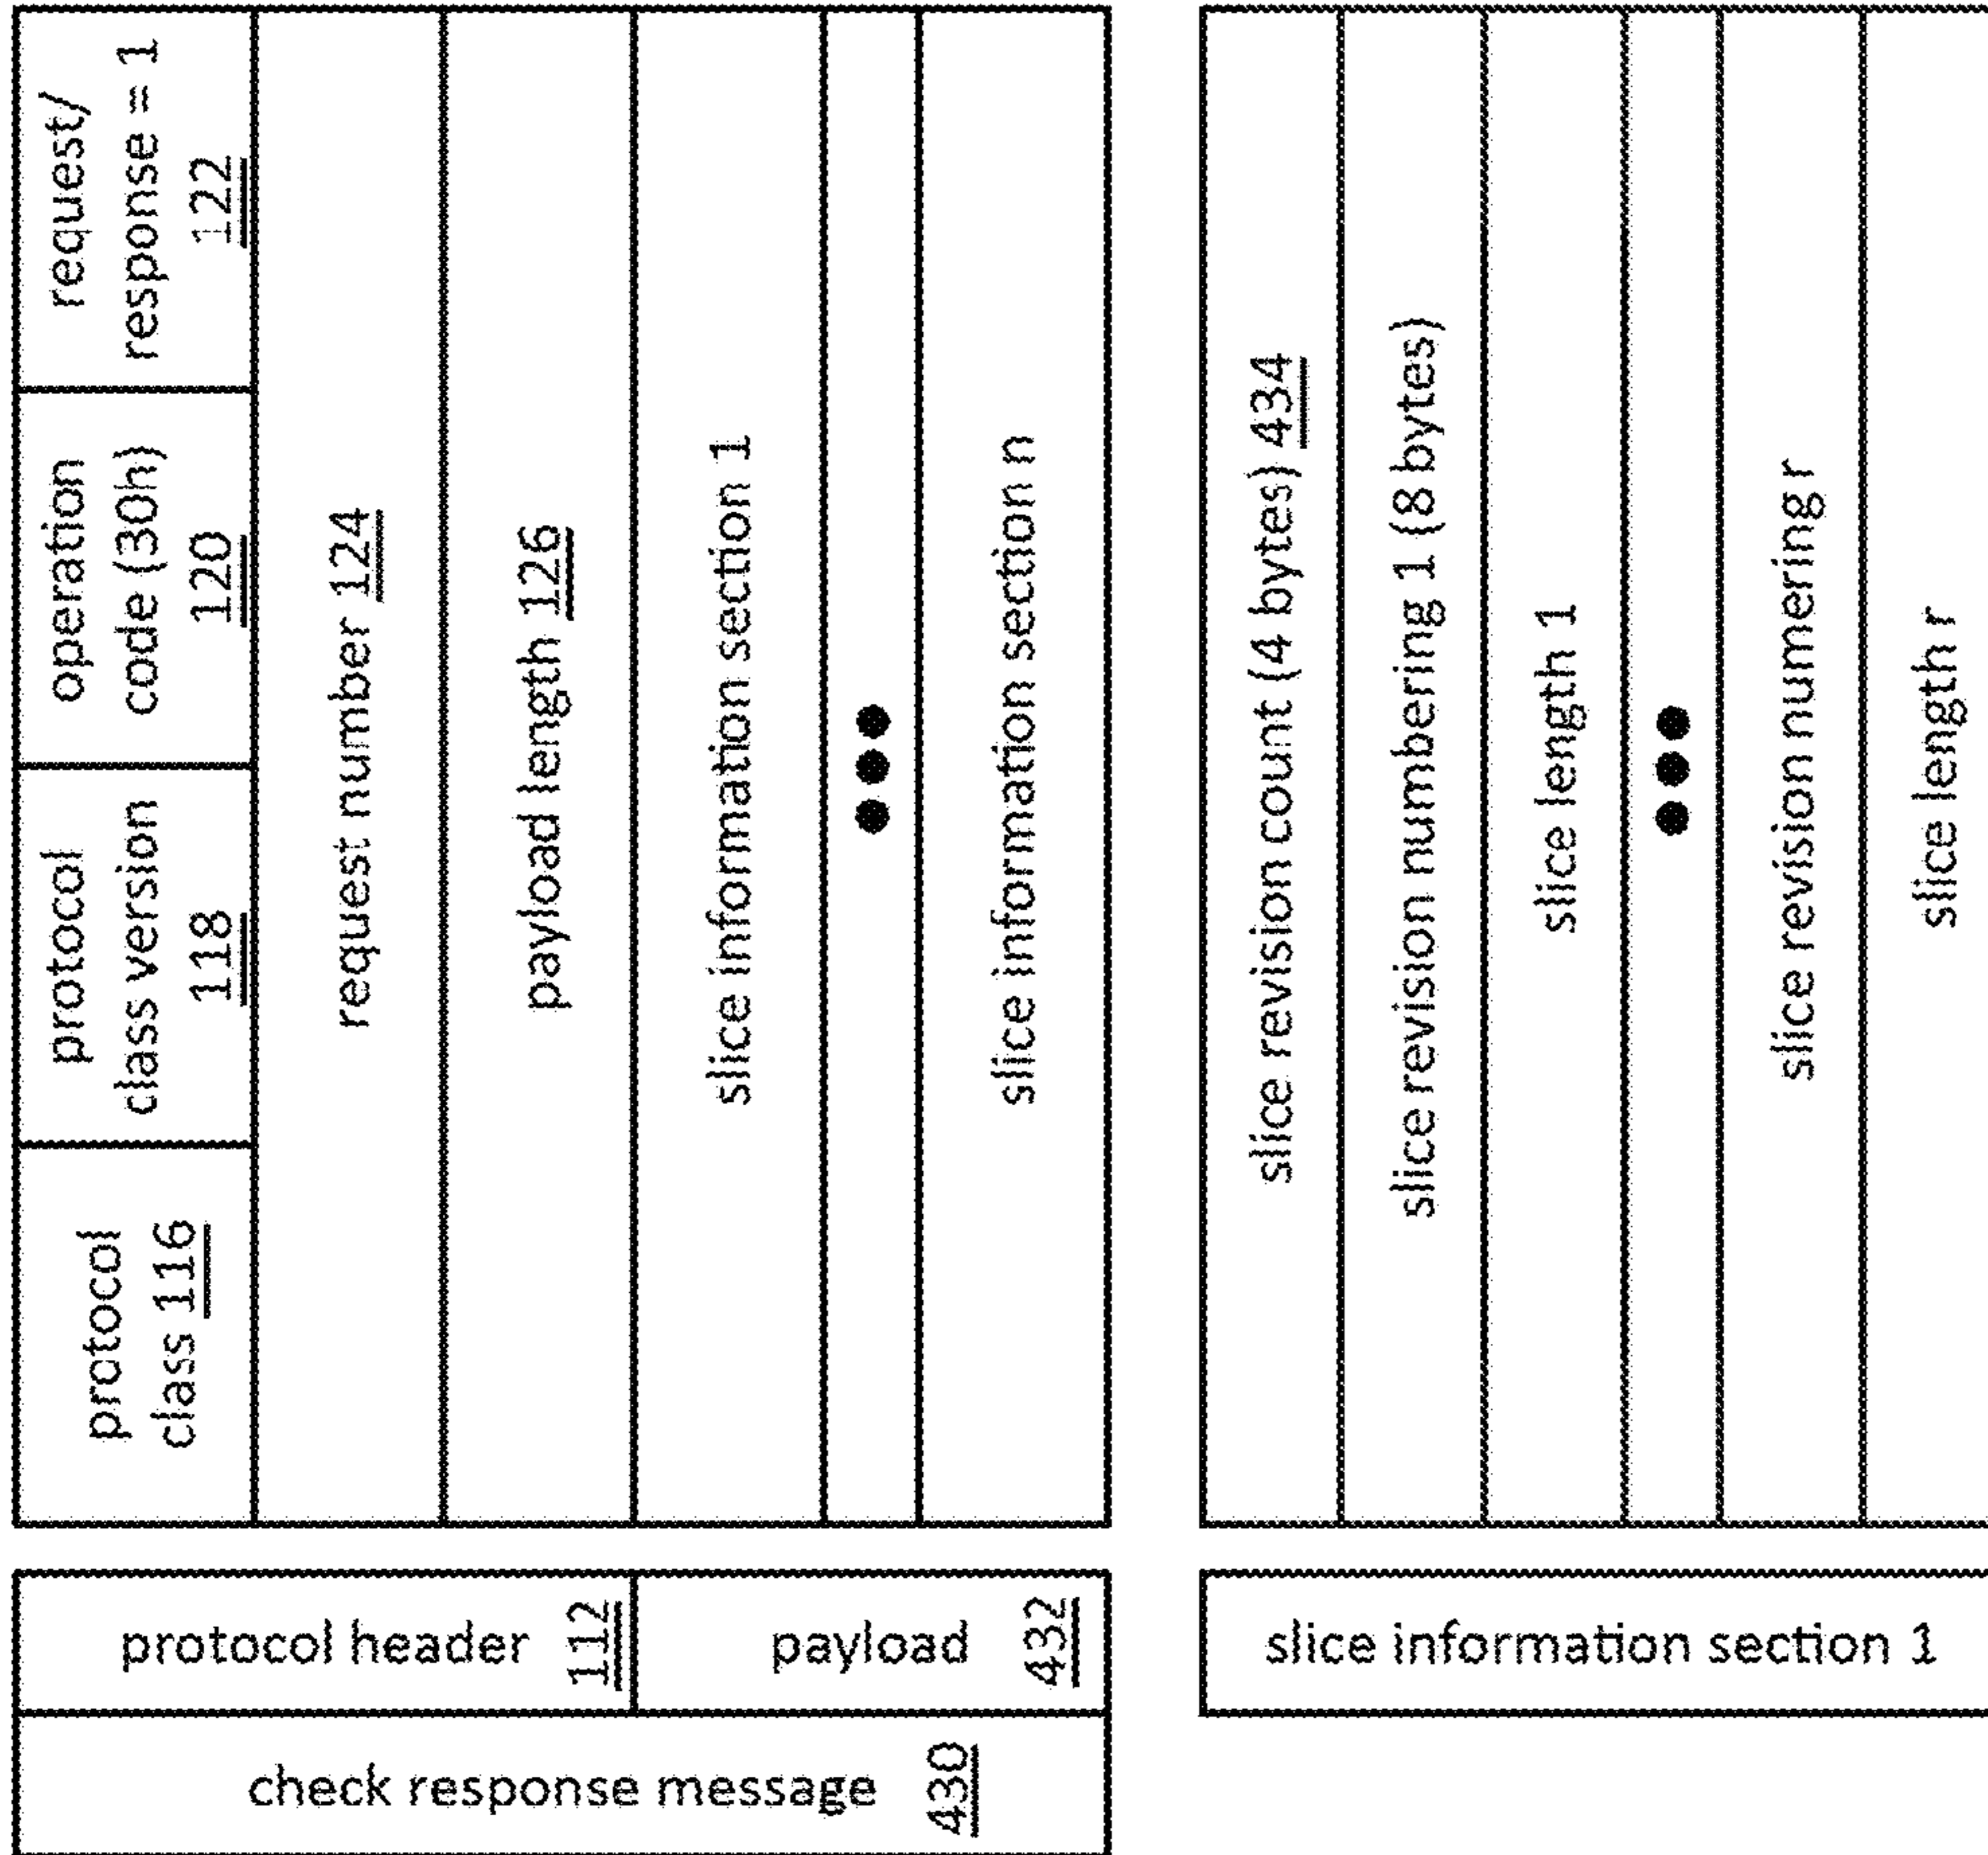 protocol
class 116
protocol
class version
118
operation
code (30h)
120
request/
response = 1
122
request number 124
payload length 126
slice information section 1
slice information section n
protocol header 112
payload 432
check response message 430
slice revision count (4 bytes) 434
slice revision numbering 1 (8 bytes)
slice length 1
slice revision numering r
slice length r
slice information section 1